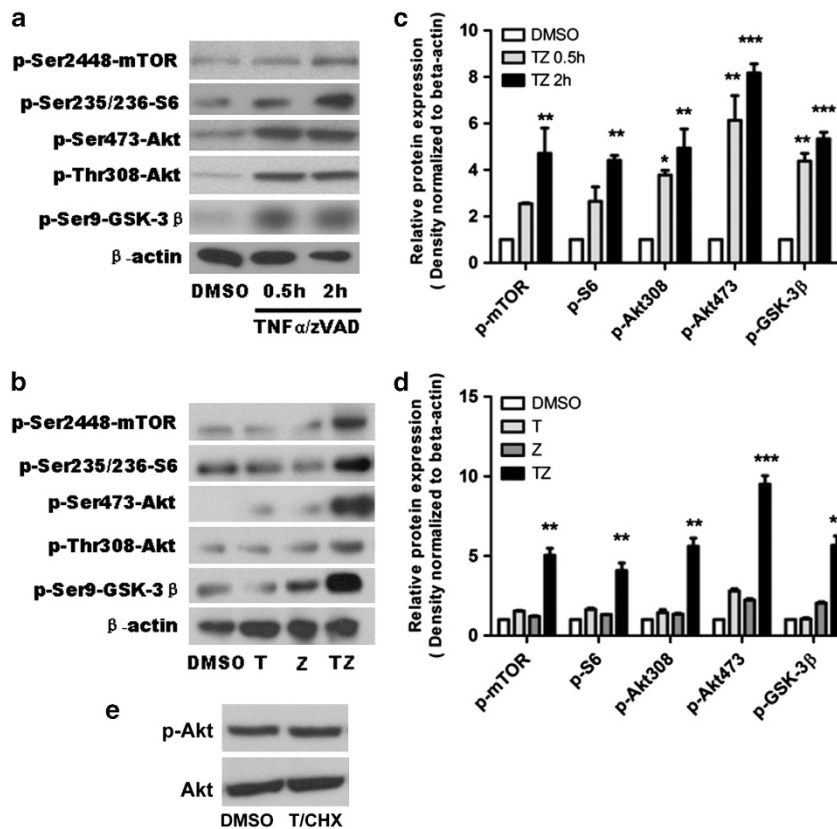 a
p-Ser2448-mTOR
p-Ser235/236-S6
p-Ser473-Akt
p-Thr308-Akt
p-Ser9-GSK-3 β
β-actin
DMSO 0.5h 2h
TNFα/zVAD
c
Relative protein expression
( Density normalized to beta-actin)
10
8
6
4
2
0
DMSO
TZ 0.5h
TZ 2h
**
**
* **
** ***
** ***
p-mTOR
p-S6
p-Akt308
p-Akt473
p-GSK-3β
b
p-Ser2448-mTOR
p-Ser235/236-S6
p-Ser473-Akt
p-Thr308-Akt
p-Ser9-GSK-3 β
β-actin
DMSO T Z TZ
d
Relative protein expression
( Density normalized to beta-actin)
15
10
5
0
DMSO
T
Z
TZ
**
**
**
***
*
p-mTOR
p-S6
p-Akt308
p-Akt473
p-GSK-3β
e
p-Akt
Akt
DMSO T/CHX